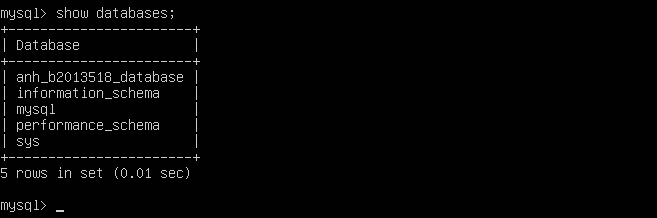 mysql> show databases;
+-----------------------+
| Database              |
+-----------------------+
| anh_b2013518_database |
| information_schema    |
| mysql                 |
| performance_schema    |
| sys                   |
+-----------------------+
5 rows in set (0.01 sec)
mysql> _